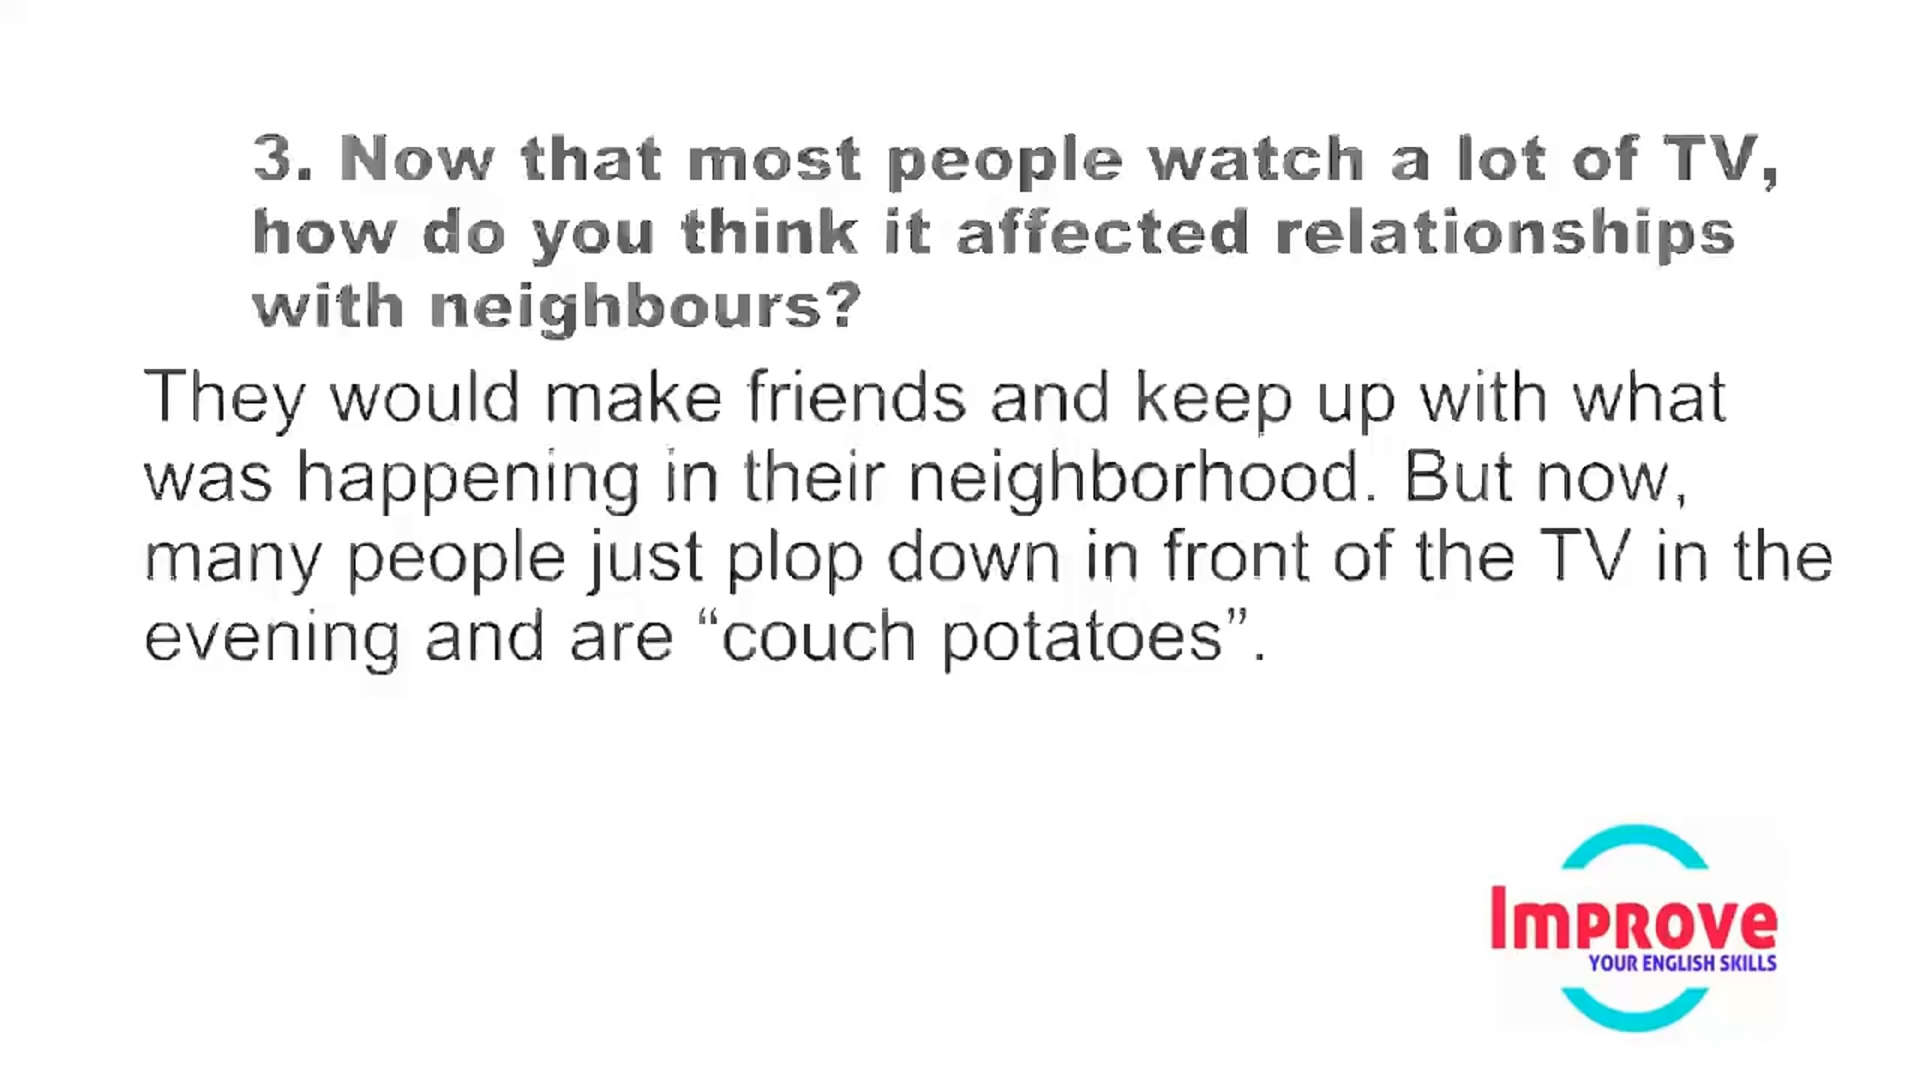 3. Now that most people watch a lot of TV,
how do you think it affected relationships
with neighbours?
They would make friends and keep up with what
was happening in their neighborhood. But now,
many people just plop down in front of the TV in the
evening and are “couch potatoes”.
IMPROVE
YOUR ENGLISH SKILLS